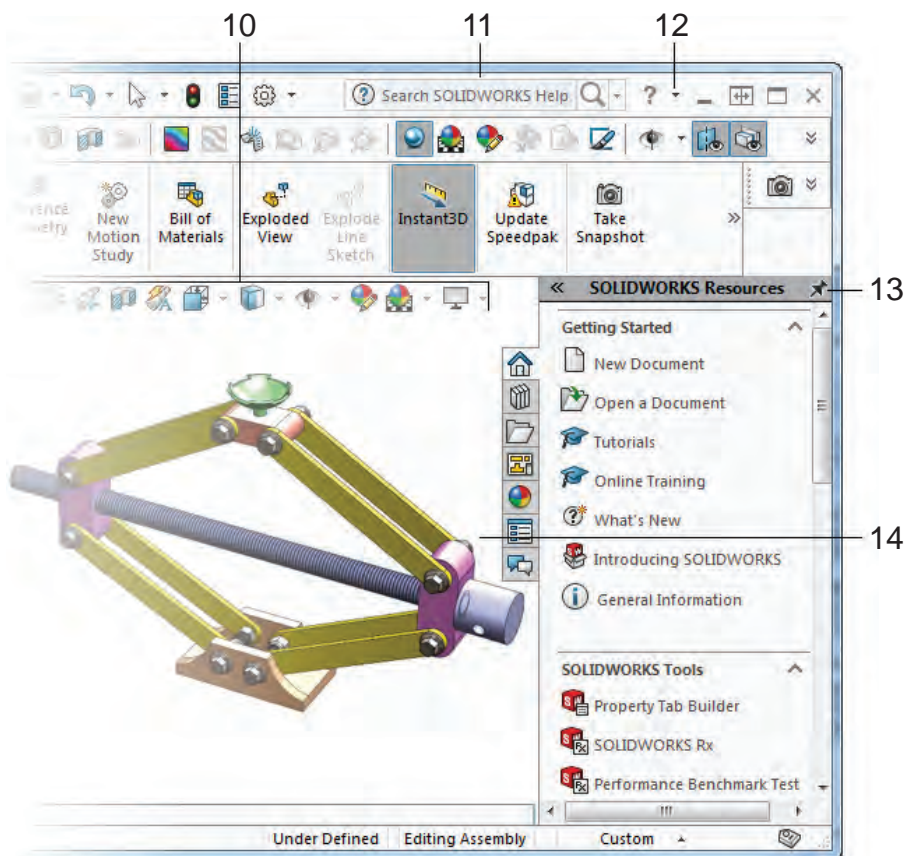 10 11 12
Search SOLIDWORKS Help
New Motion Study
Bill of Materials
Exploded View
Explode Line Sketch
Instant3D
Update Speedpak
Take Snapshot
SOLIDWORKS Resources
13
Getting Started
New Document
Open a Document
Tutorials
Online Training
What's New
14
Introducing SOLIDWORKS
General Information
SOLIDWORKS Tools
Property Tab Builder
SOLIDWORKS Rx
Performance Benchmark Test
Under Defined Editing Assembly Custom